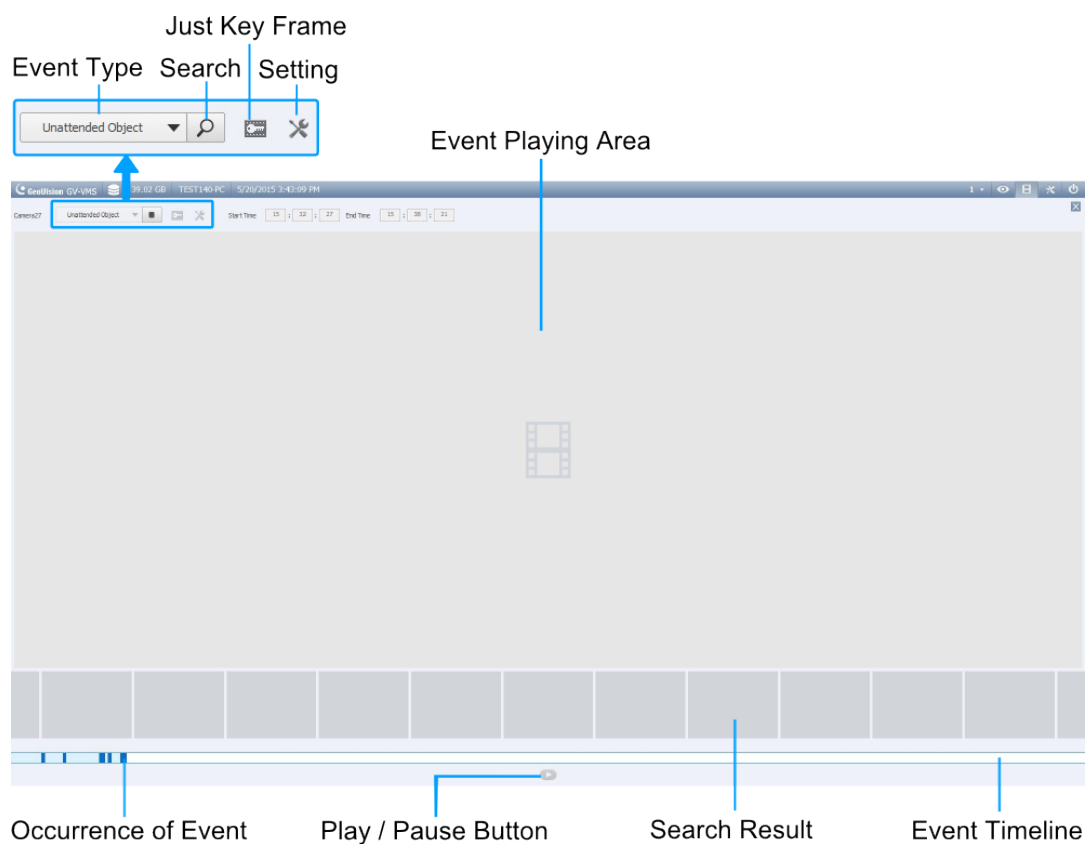 Just Key Frame
Event Type Search Setting
Unattended Object
Event Playing Area
GeoVision GV-VMS 39.02 GB TEST140-PC 5/20/2015 3:43:09 PM 1
Camera27 Unattended Object Start Time 15 : 32 : 27 End Time 15 : 38 : 21
Occurrence of Event Play / Pause Button Search Result Event Timeline